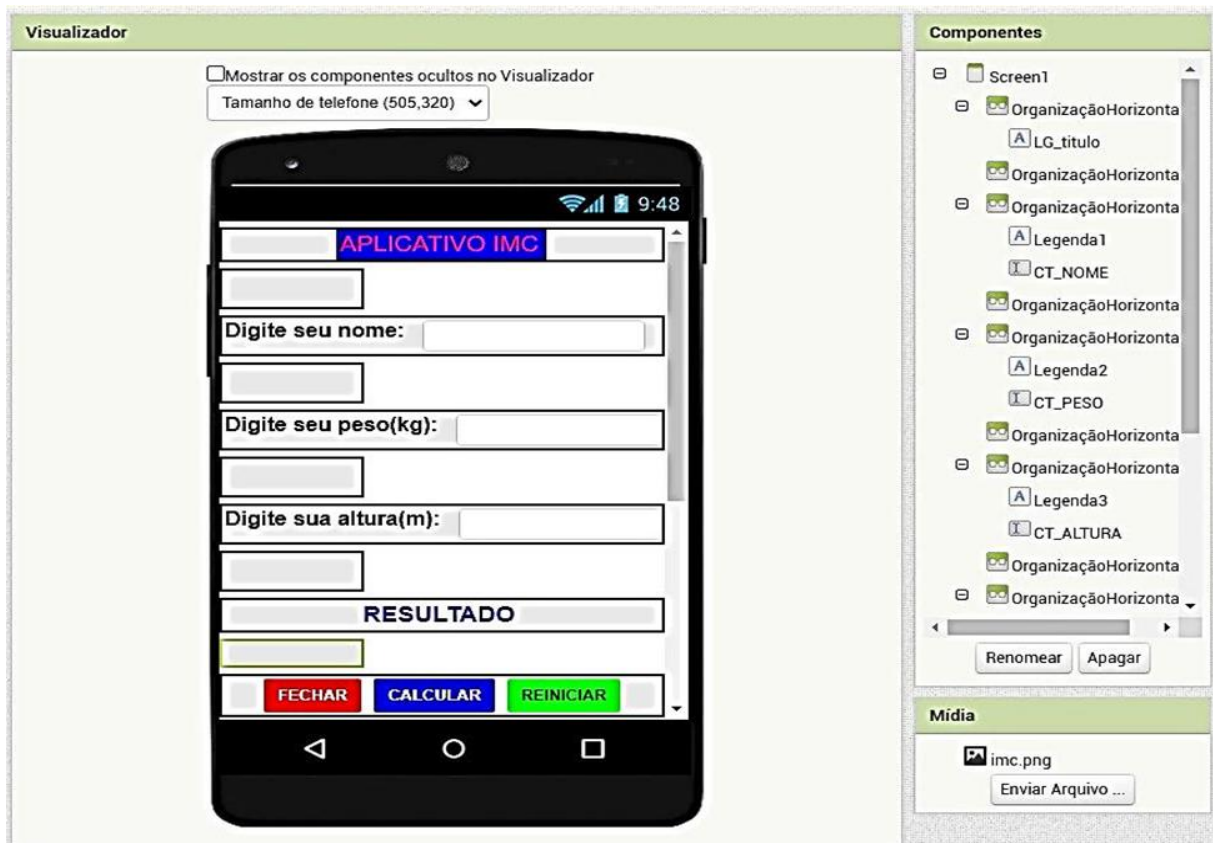 Visualizador
Mostrar os componentes ocultos no Visualizador
Tamanho de telefone (505,320)
9:48
APLICATIVO IMC
Digite seu nome:
Digite seu peso(kg):
Digite sua altura(m):
RESULTADO
FECHAR
CALCULAR
REINICIAR
Componentes
Screen1
OrganizaçãoHorizonta
LG_titulo
OrganizaçãoHorizonta
OrganizaçãoHorizonta
Legenda1
CT_NOME
OrganizaçãoHorizonta
OrganizaçãoHorizonta
Legenda2
CT_PESO
OrganizaçãoHorizonta
OrganizaçãoHorizonta
Legenda3
CT_ALTURA
OrganizaçãoHorizonta
OrganizaçãoHorizonta
Renomear
Apagar
Mídia
imc.png
Enviar Arquivo ...